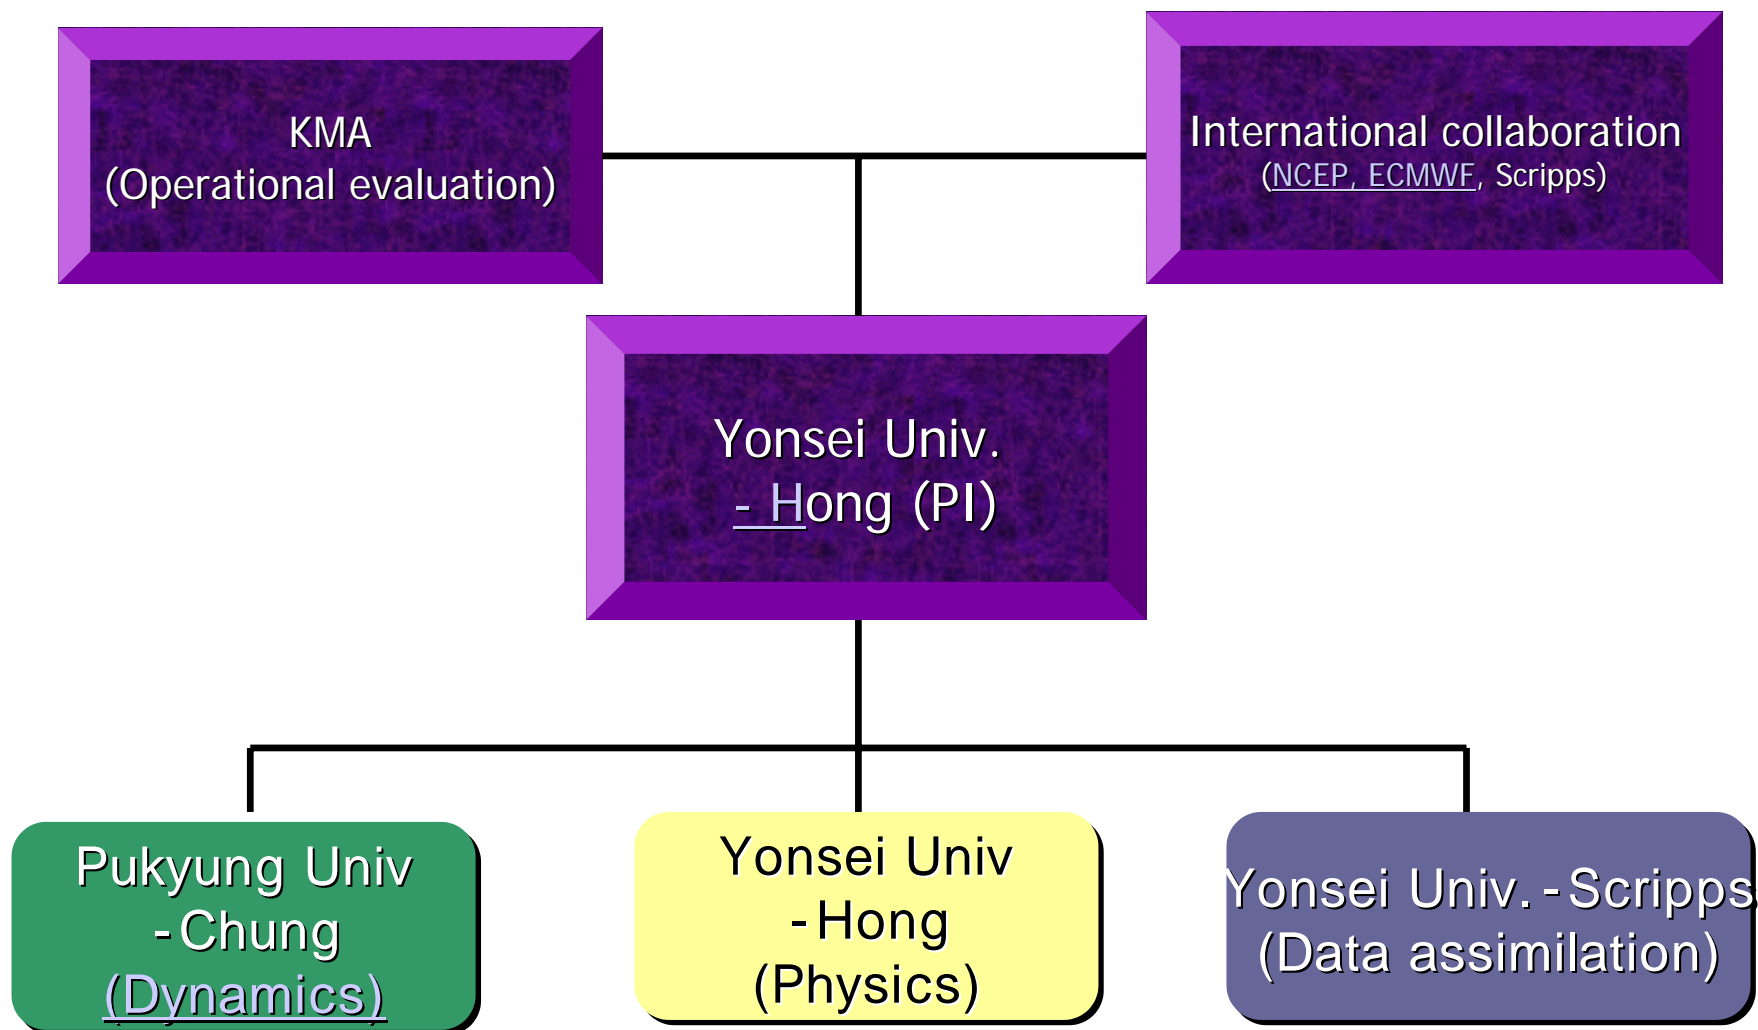 KMA
(Operational evaluation)
International collaboration
(NCEP, ECMWF, Scripps)
Yonsei Univ.
- Hong (PI)
Pukyung Univ
-Chung
(Dynamics)
Yonsei Univ
-Hong
(Physics)
Yonsei Univ.-Scripps
(Data assimilation)